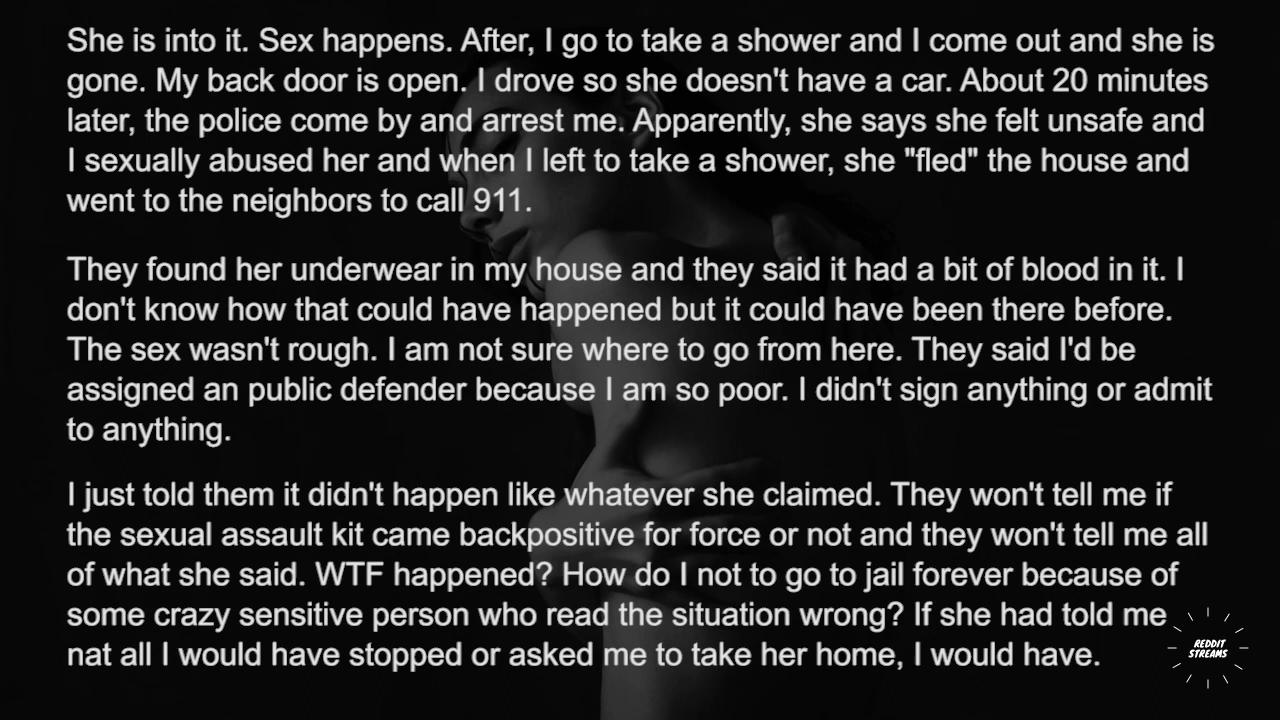 She is into it. Sex happens. After, I go to take a shower and I come out and she is
gone. My back door is open. I drove so she doesn't have a car. About 20 minutes
later, the police come by and arrest me. Apparently, she says she felt unsafe and
I sexually abused her and when I left to take a shower, she "fled" the house and
went to the neighbors to call 911.
They found her underwear in my house and they said it had a bit of blood in it. I
don't know how that could have happened but it could have been there before.
The sex wasn't rough. I am not sure where to go from here. They said I'd be
assigned an public defender because I am so poor. I didn't sign anything or admit
to anything.
I just told them it didn't happen like whatever she claimed. They won't tell me if
the sexual assault kit came backpositive for force or not and they won't tell me all
of what she said. WTF happened? How do I not to go to jail forever because of
some crazy sensitive person who read the situation wrong? If she had told me
nat all I would have stopped or asked me to take her home, I would have.
REDDIT
STREAMS